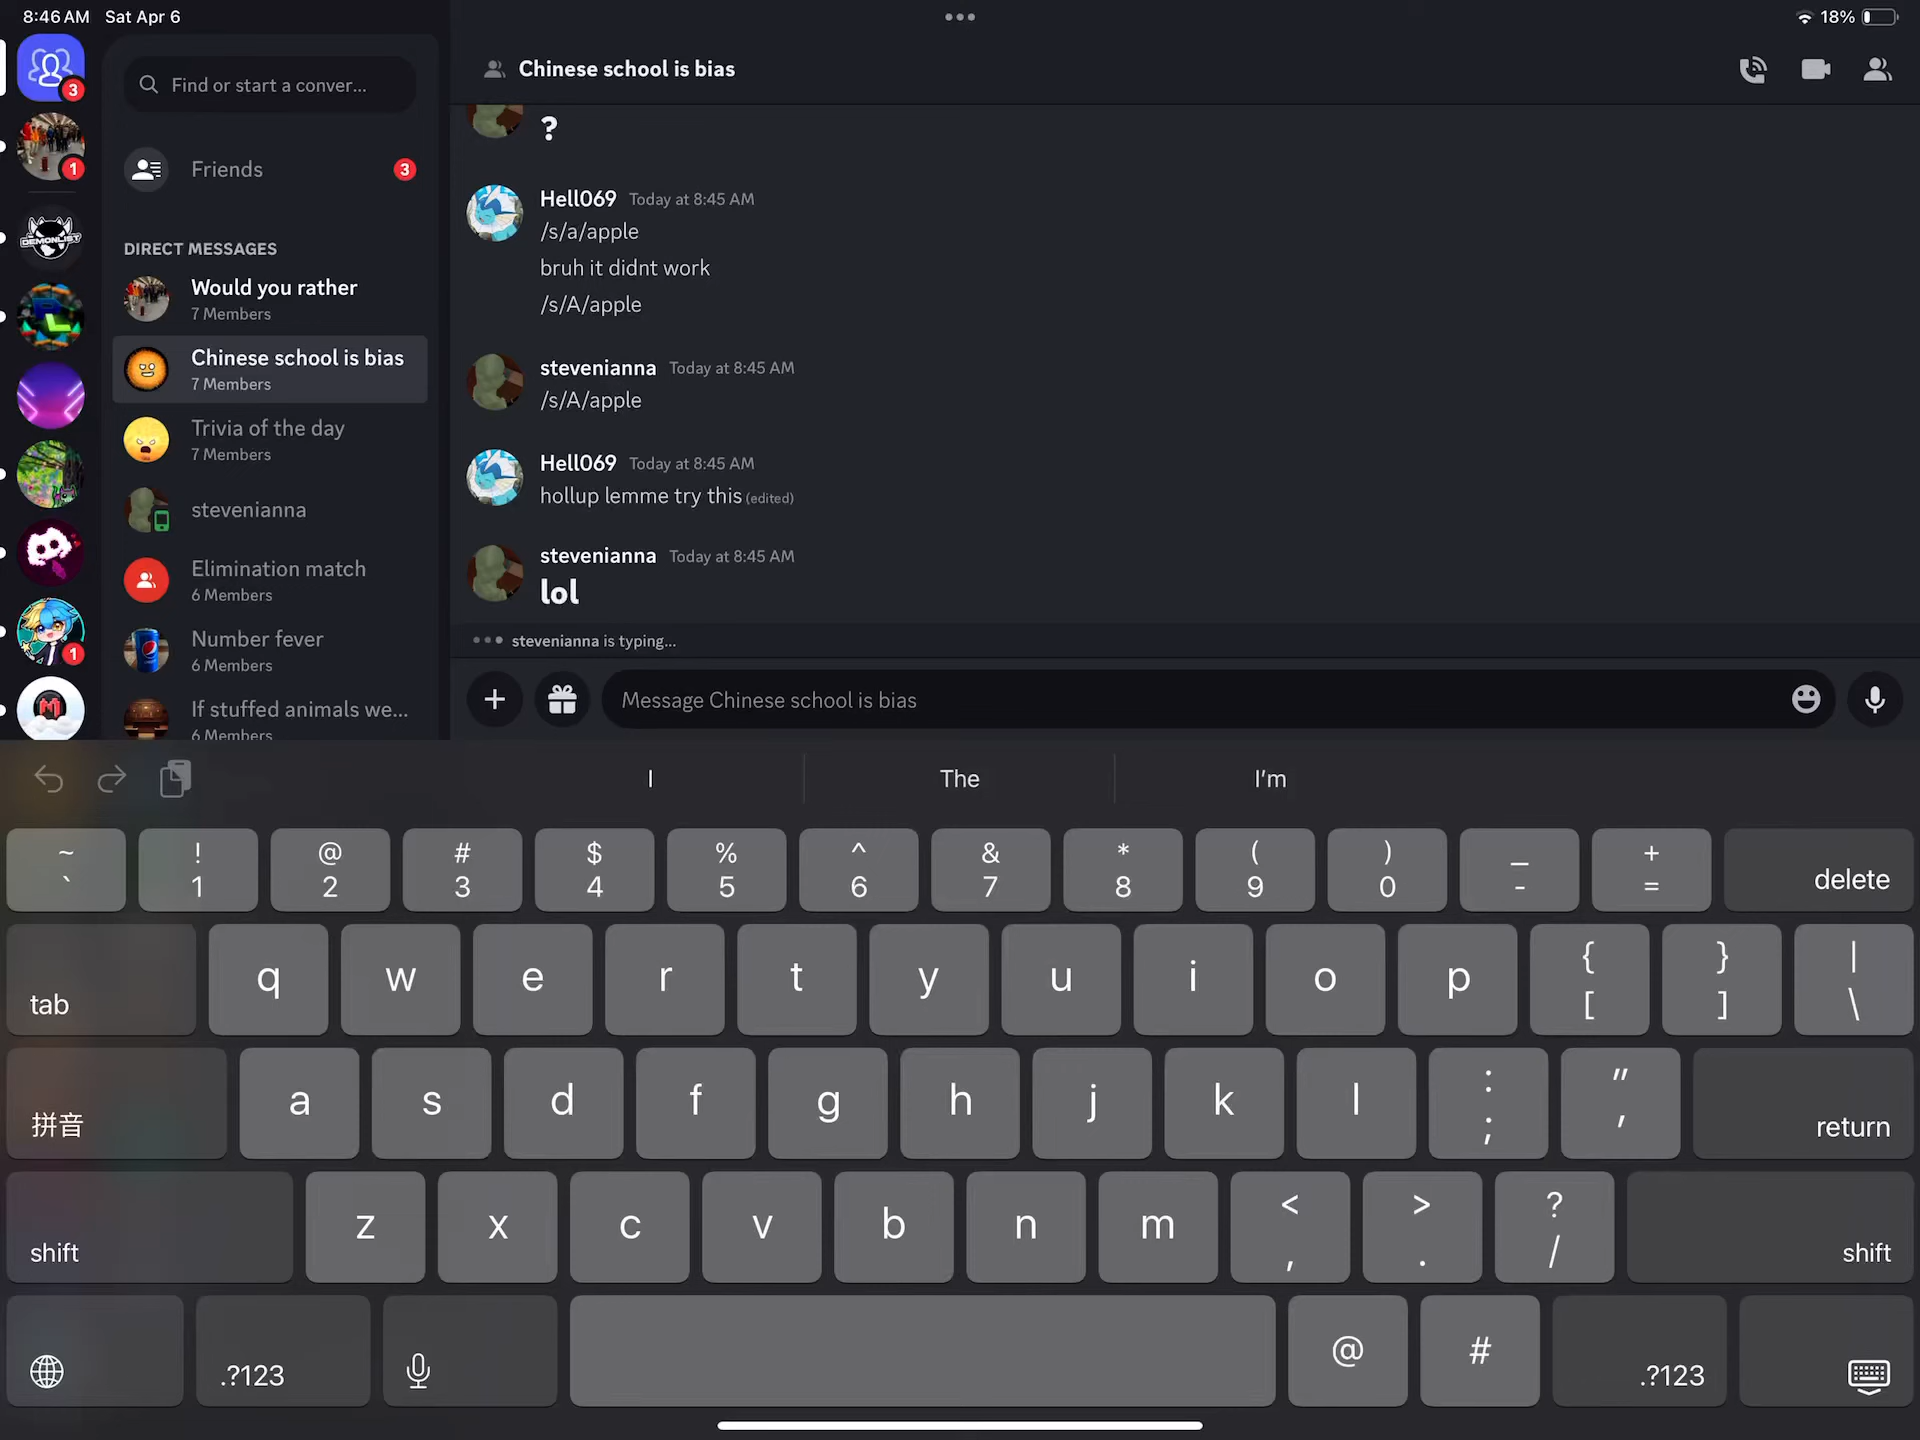 8:46 AM Sat Apr 6
18%
3
Find or start a conver...
Chinese school is bias
?
1
Friends
3
DEMONLIST
DIRECT MESSAGES
Would you rather
7 Members
Chinese school is bias
7 Members
Trivia of the day
7 Members
stevenianna
Elimination match
6 Members
Number fever
6 Members
If stuffed animals we...
6 Members
1
M
Hell069 Today at 8:45 AM
/s/a/apple
bruh it didnt work
/s/A/apple
stevenianna Today at 8:45 AM
/s/A/apple
Hell069 Today at 8:45 AM
hollup lemme try this (edited)
stevenianna Today at 8:45 AM
lol
stevenianna is typing...
+ Message Chinese school is bias
I The I'm
~ ! @ # $ % ^ & * ( ) _ +
` 1 2 3 4 5 6 7 8 9 0 - = delete
tab q w e r t y u i o p { [ } ] | \
拼音 a s d f g h j k l : ; " ' return
shift z x c v b n m < , > . ? / shift
.?123 @ # .?123